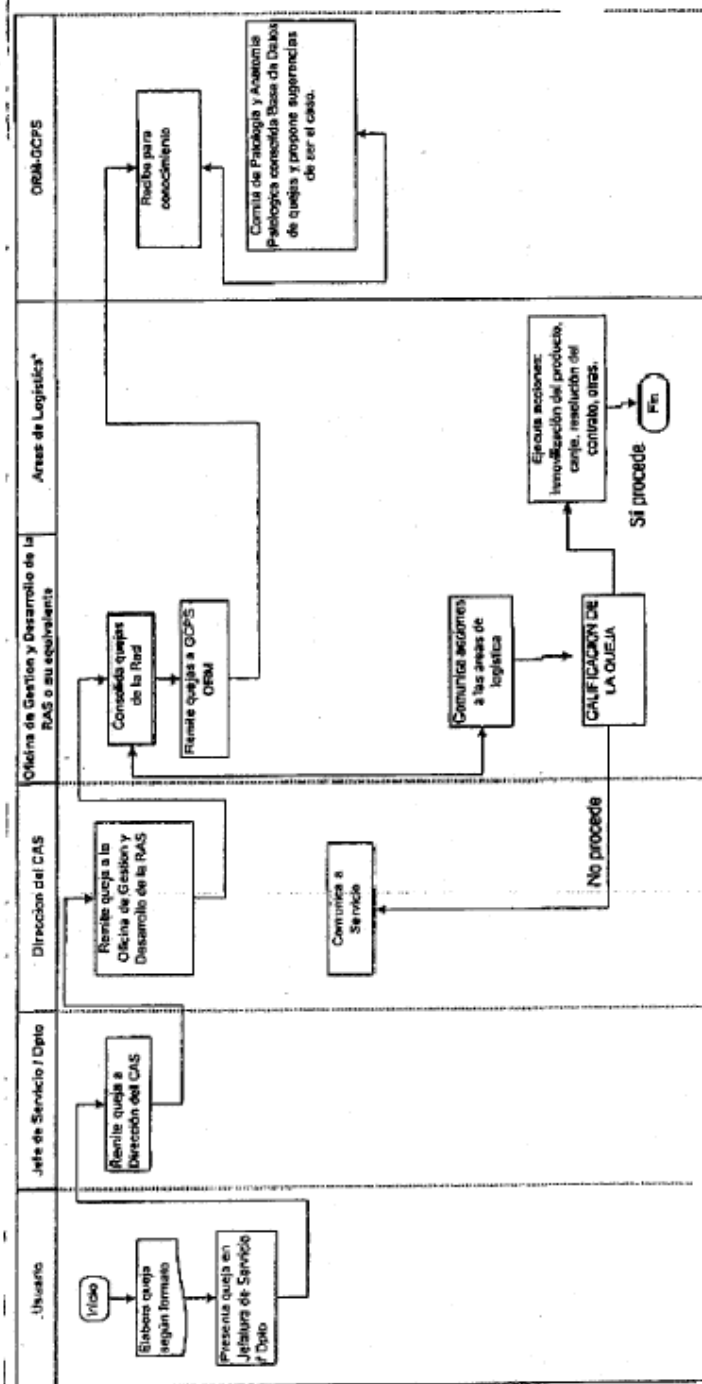 Usuario
Jefe de Servicio / Dpto
Dirección del CAS
Oficina de Gestion y Desarrollo de la
RAS o su equivalente
Areas de Logistica*
ORM-GCPS
Inicio
Elabora queja
según formato
Presenta queja en
Jefatura de Servicio
/ Dpto
Remite queja a
Dirección del CAS
Remite queja a la
Oficina de Gestión y
Desarrollo de la RAS
Comunica a
Servicio
No procede
Consolida quejas
de la Red
Remite quejas a GCPS
ORM
Comunica acciones
a las áreas de
logística
CALIFICACION DE
LA QUEJA
Ejecuta acciones:
Inmovilización del producto,
canje, resolución del
contrato, otras.
Si procede
Fin
Recibe para
conocimiento
Comité de Patología y Anatomia
Patologica consolida Base de Datos
de quejas y propone sugerencias
de ser el caso.